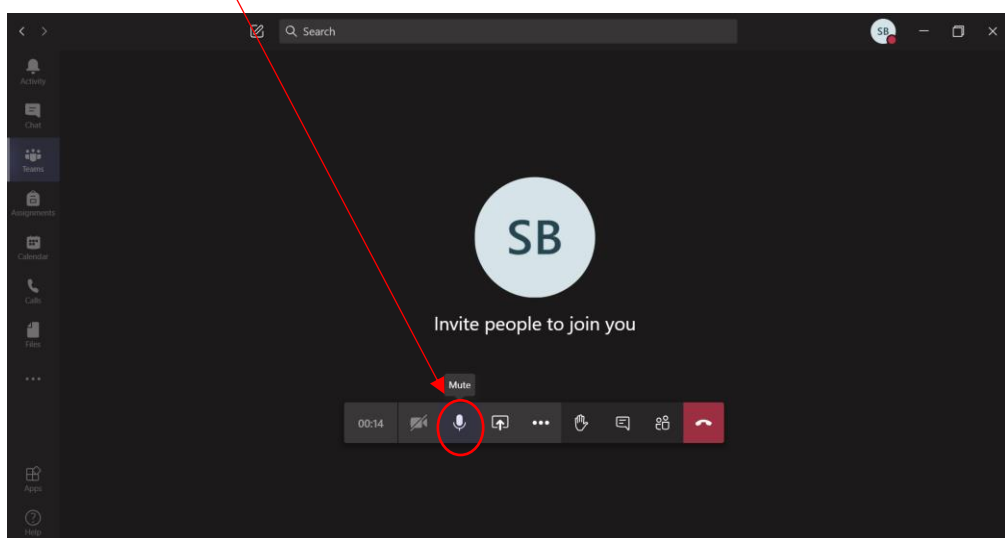 Search
SB
Activity
Chat
Teams
Assignments
Calendar
Calls
Files
SB
Invite people to join you
Mute
00:14
Apps
Help